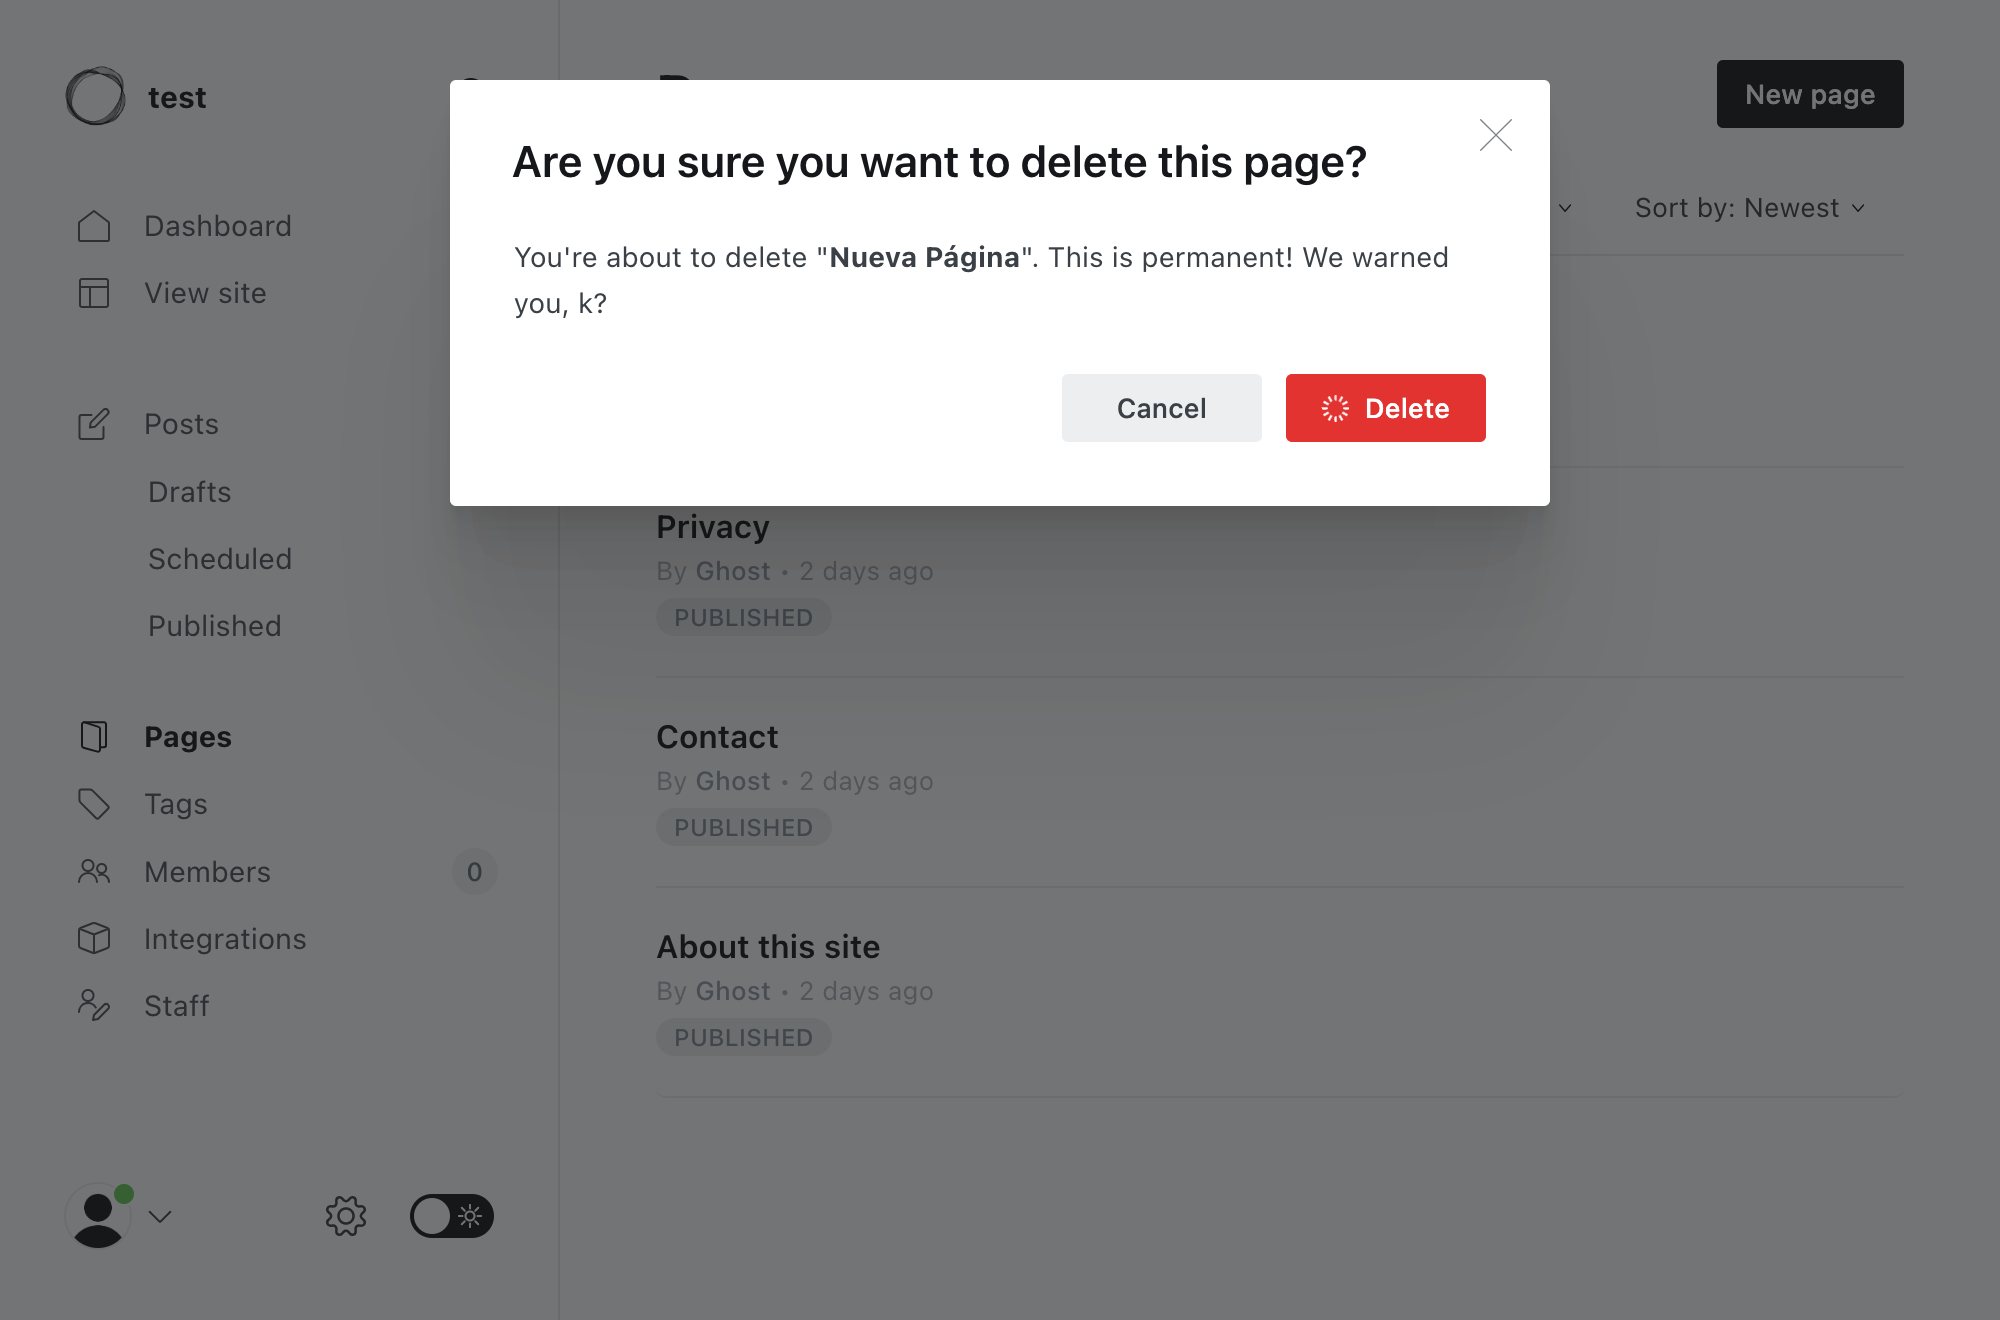 test
New page
Sort by: Newest
Are you sure you want to delete this page?
You're about to delete "Nueva Página". This is permanent! We warned
you, k?
Cancel
Delete
Dashboard
View site
Posts
Drafts
Scheduled
Published
Pages
Tags
Members
0
Integrations
Staff
Privacy
By Ghost • 2 days ago
PUBLISHED
Contact
By Ghost • 2 days ago
PUBLISHED
About this site
By Ghost • 2 days ago
PUBLISHED